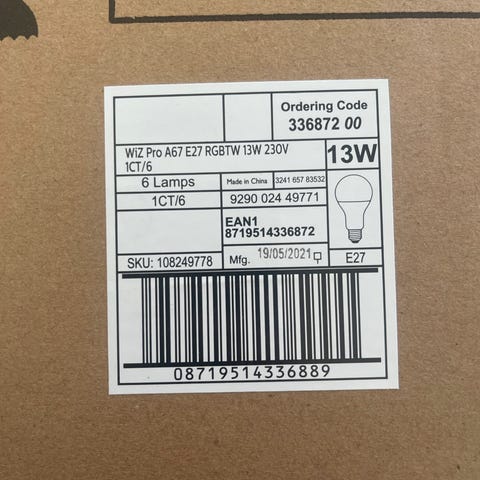 Ordering Code
336872 00
WiZ Pro A67 E27 RGBTW 13W 230V
1CT/6
13W
6 Lamps
Made in China
3241 657 83532
1CT/6
9290 024 49771
EAN1
8719514336872
SKU: 108249778
Mfg. 19/05/2021
E27
08719514336889